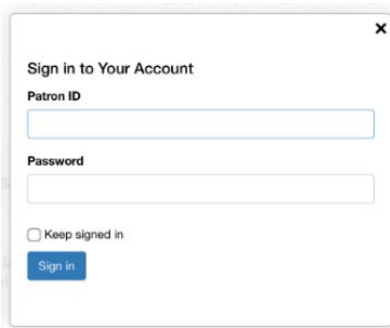 Sign in to Your Account
Patron ID
Password
Keep signed in
Sign in